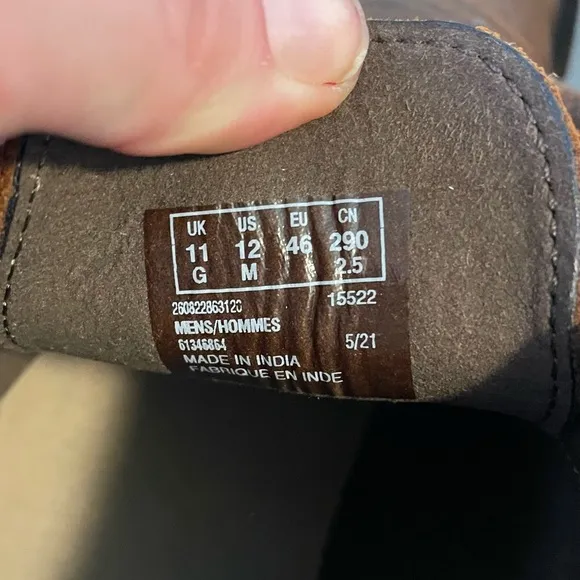 UK US EU CN
11 12 46 290
G M 2.5
260822863120 15522
MENS/HOMMES
61346864 5/21
MADE IN INDIA
FABRIQUE EN INDE